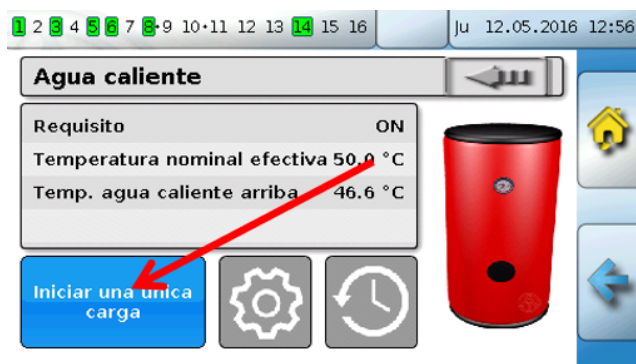 1 2 3 4 5 6 7 8·9 10·11 12 13 14 15 16
Ju 12.05.2016 12:56
Agua caliente
Requisito ON
Temperatura nominal efectiva 50.0 °C
Temp. agua caliente arriba 46.6 °C
Iniciar una única
carga